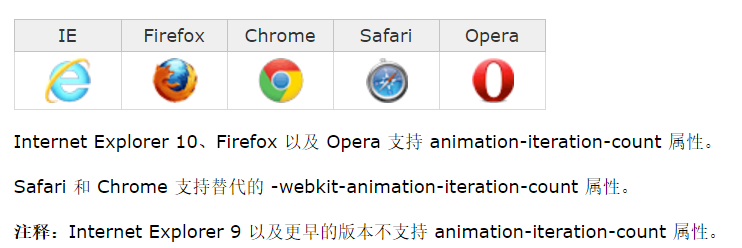 IE Firefox Chrome Safari Opera
Internet Explorer 10、Firefox 以及 Opera 支持 animation-iteration-count 属性。
Safari 和 Chrome 支持替代的 -webkit-animation-iteration-count 属性。
注释：Internet Explorer 9 以及更早的版本不支持 animation-iteration-count 属性。